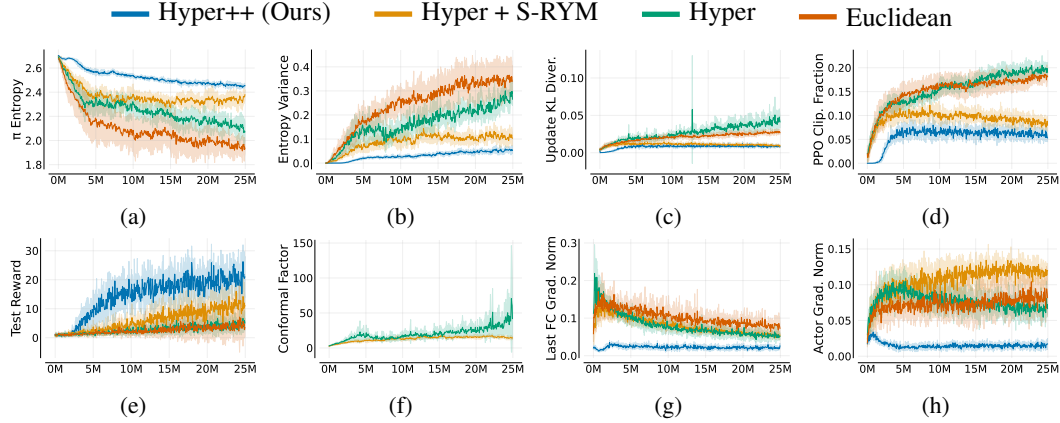 Hyper++ (Ours) Hyper + S-RYM Hyper Euclidean
π Entropy
2.6
2.4
2.2
2.0
1.8
0M 5M 10M 15M 20M 25M
(a)
Entropy Variance
0.4
0.3
0.2
0.1
0.0
0M 5M 10M 15M 20M 25M
(b)
Update KL Diver.
0.10
0.05
0.00
0M 5M 10M 15M 20M 25M
(c)
PPO Clip. Fraction
0.20
0.15
0.10
0.05
0.00
0M 5M 10M 15M 20M 25M
(d)
Test Reward
30
20
10
0
0M 5M 10M 15M 20M 25M
(e)
Conformal Factor
150
100
50
0
0M 5M 10M 15M 20M 25M
(f)
Last FC Grad. Norm
0.3
0.2
0.1
0.0
0M 5M 10M 15M 20M 25M
(g)
Actor Grad. Norm
0.15
0.10
0.05
0.00
0M 5M 10M 15M 20M 25M
(h)